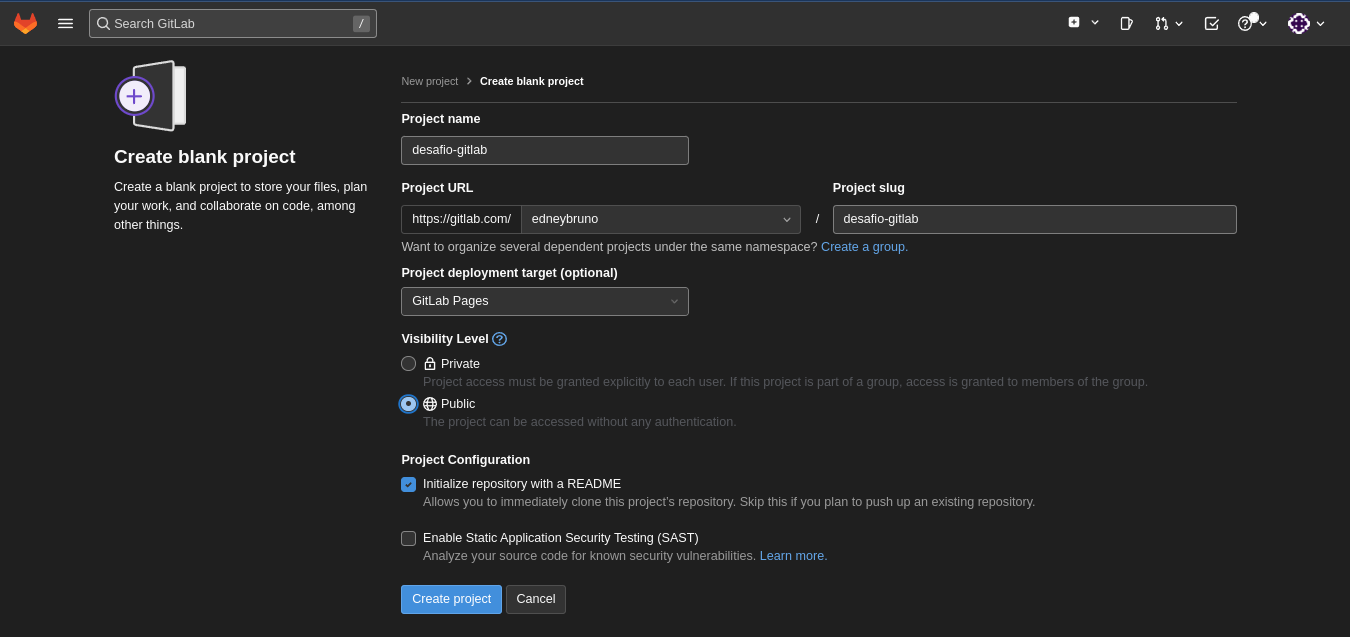 Search GitLab /
New project > Create blank project
Create blank project
Create a blank project to store your files, plan
your work, and collaborate on code, among
other things.
Project name
desafio-gitlab
Project URL
Project slug
https://gitlab.com/ edneybruno / desafio-gitlab
Want to organize several dependent projects under the same namespace? Create a group.
Project deployment target (optional)
GitLab Pages
Visibility Level
Private
Project access must be granted explicitly to each user. If this project is part of a group, access is granted to members of the group.
Public
The project can be accessed without any authentication.
Project Configuration
Initialize repository with a README
Allows you to immediately clone this project's repository. Skip this if you plan to push up an existing repository.
Enable Static Application Security Testing (SAST)
Analyze your source code for known security vulnerabilities. Learn more.
Create project Cancel